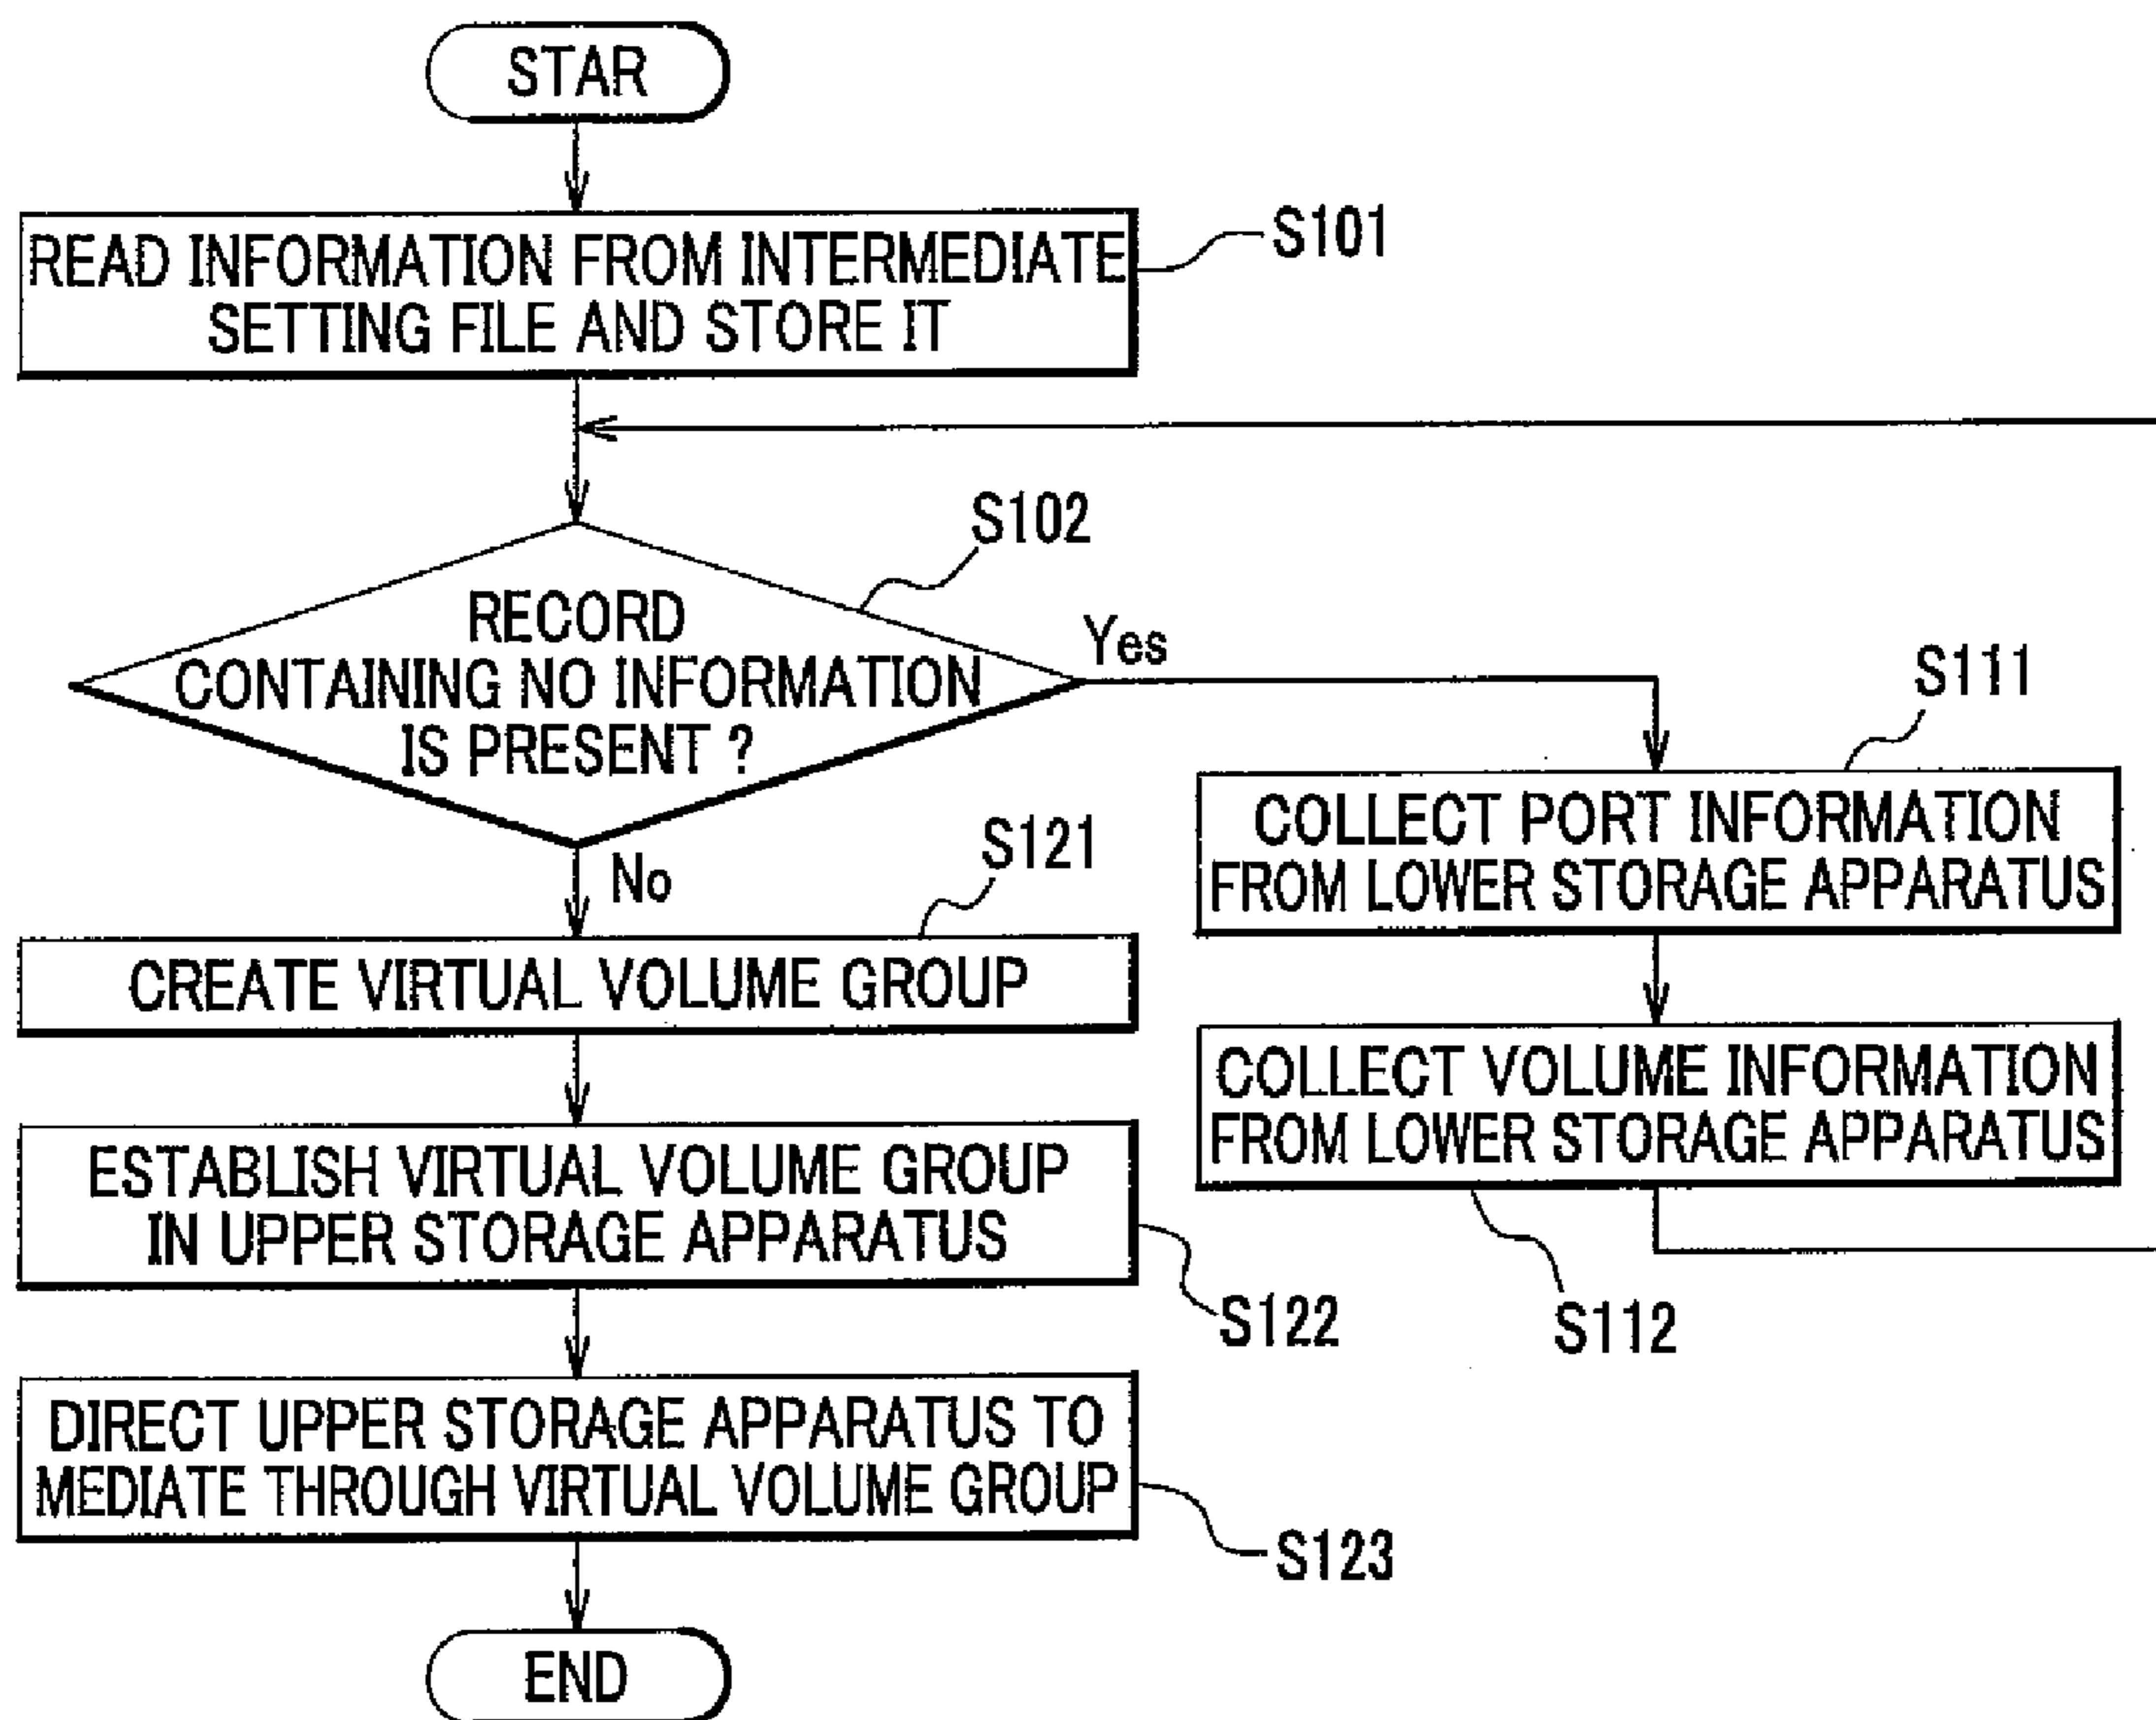 STAR
READ INFORMATION FROM INTERMEDIATE
SETTING FILE AND STORE IT
S101
S102
RECORD
CONTAINING NO INFORMATION
IS PRESENT ?
Yes
No
S111
COLLECT PORT INFORMATION
FROM LOWER STORAGE APPARATUS
COLLECT VOLUME INFORMATION
FROM LOWER STORAGE APPARATUS
S112
S121
CREATE VIRTUAL VOLUME GROUP
ESTABLISH VIRTUAL VOLUME GROUP
IN UPPER STORAGE APPARATUS
S122
DIRECT UPPER STORAGE APPARATUS TO
MEDIATE THROUGH VIRTUAL VOLUME GROUP
S123
END